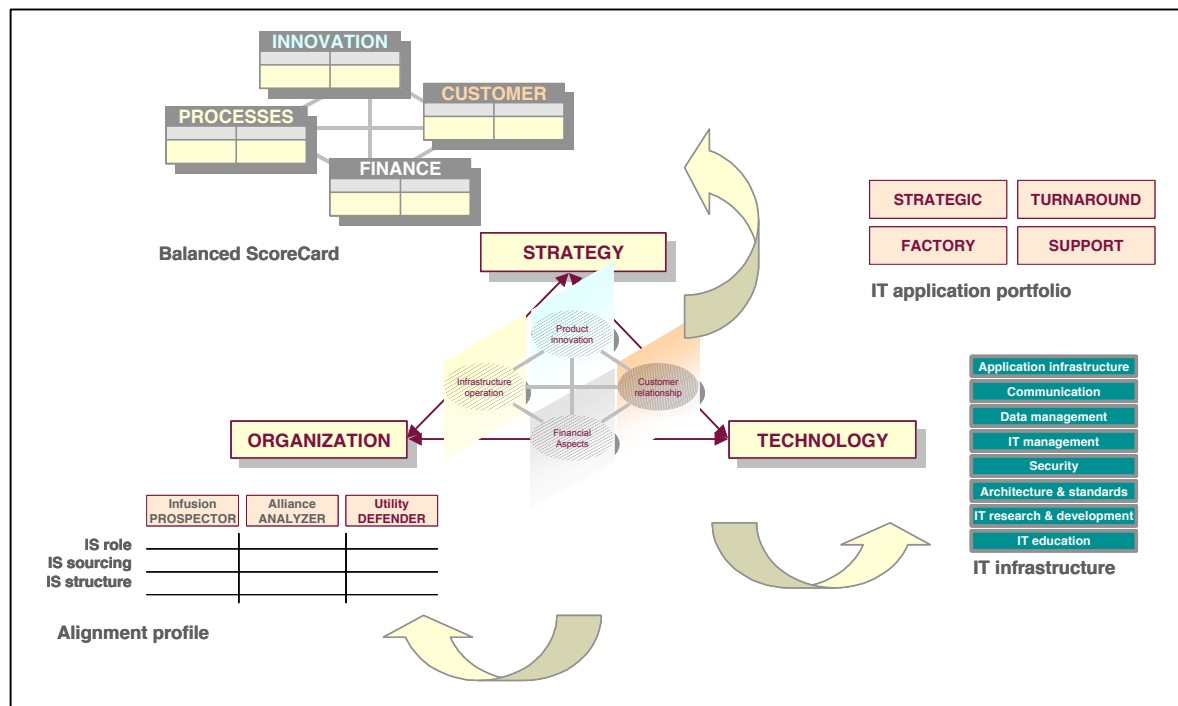 INNOVATION
CUSTOMER
PROCESSES
FINANCE
Balanced ScoreCard
STRATEGY
STRATEGIC
TURNAROUND
FACTORY
SUPPORT
IT application portfolio
Product
innovation
Infrastructure
operation
Customer
relationship
Financial
Aspects
ORGANIZATION
TECHNOLOGY
Application infrastructure
Communication
Data management
IT management
Security
Architecture & standards
IT research & development
IT education
IT infrastructure
Infusion
PROSPECTOR
Alliance
ANALYZER
Utility
DEFENDER
IS role
IS sourcing
IS structure
Alignment profile